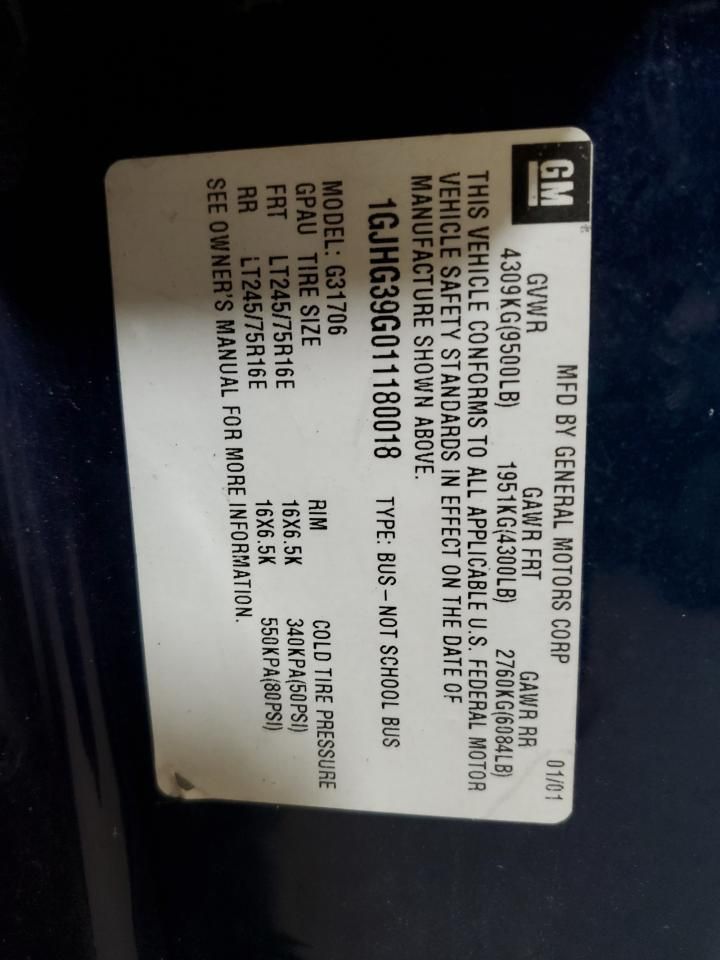 GM
MFD BY GENERAL MOTORS CORP 01/01
GVWR GAWR FRT GAWR RR
4309KG(9500LB) 1951KG(4300LB) 2760KG(6084LB)
THIS VEHICLE CONFORMS TO ALL APPLICABLE U.S. FEDERAL MOTOR
VEHICLE SAFETY STANDARDS IN EFFECT ON THE DATE OF
MANUFACTURE SHOWN ABOVE.
1GJHG39G011180018 TYPE: BUS-NOT SCHOOL BUS
MODEL: G31706
GPAU TIRE SIZE RIM COLD TIRE PRESSURE
FRT LT245/75R16E 16X6.5K 340KPA(50PSI)
RR LT245/75R16E 16X6.5K 550KPA(80PSI)
SEE OWNER'S MANUAL FOR MORE INFORMATION.